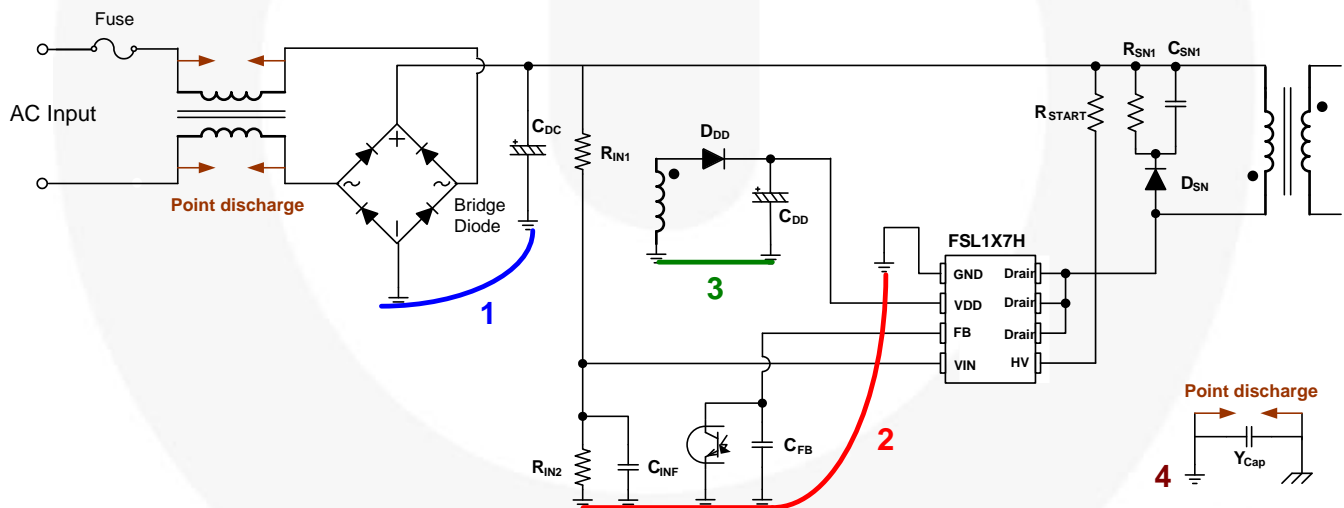 Fuse
AC Input
Point discharge
+
~
~
−
Bridge
Diode
+
CDC
1
RIN1
DDD
+
CDD
3
RIN2
CINF
CFB
2
FSL1X7H
GND
VDD
FB
VIN
Drain
Drain
Drain
HV
RSTART
RSN1
CSN1
DSN
Point discharge
YCap
4